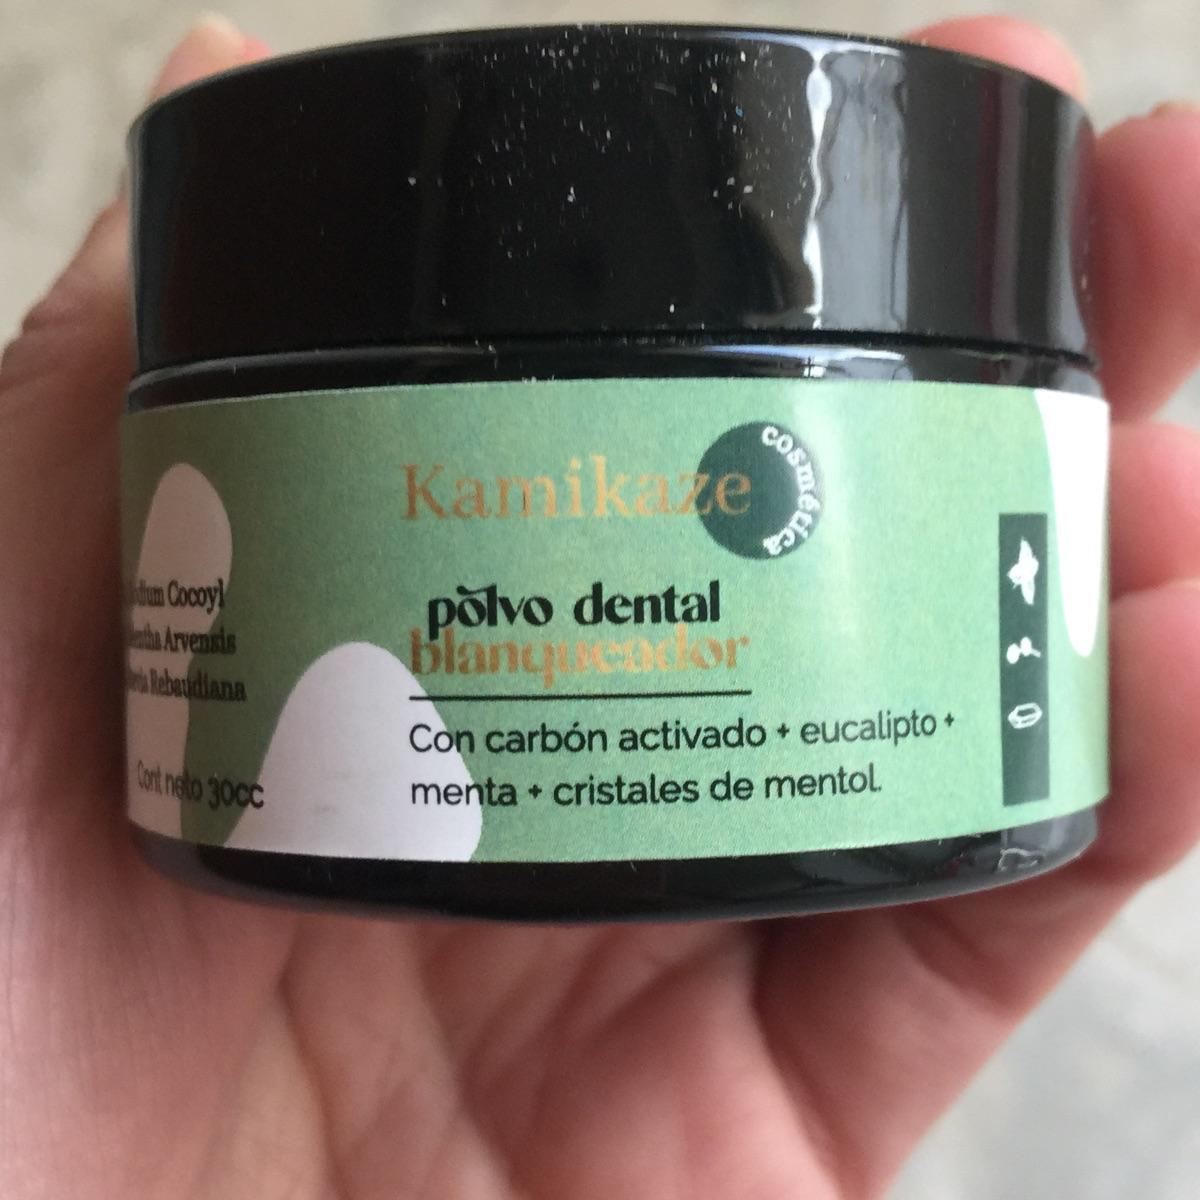 Kamikaze
cosmética
polvo dental
blanqueador
Con carbón activado + eucalipto +
menta + cristales de mentol.
Cocoyl
Arvensis
Rebaudiana
Cont neto 30cc